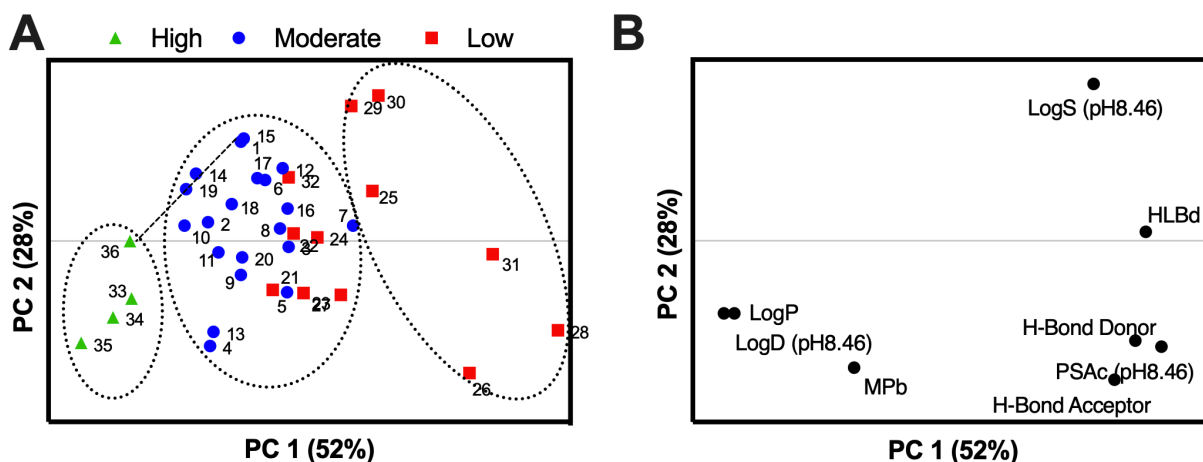 A
High Moderate Low
B
PC 2 (28%)
29
30
15
1
17
12
14
32
6
19
25
18
16
7
2
10
8
24
36
11
20
31
9
33
21
5
34
13
28
35
4
26
PC 1 (52%)
PC 2 (28%)
LogS (pH8.46)
HLBd
LogP
LogD (pH8.46)
H-Bond Donor
MPb
PSAc (pH8.46)
H-Bond Acceptor
PC 1 (52%)